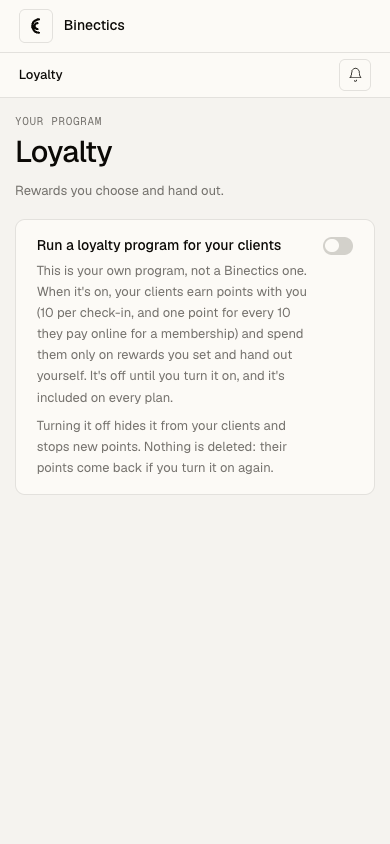 Binectics
Loyalty
YOUR PROGRAM
Loyalty
Rewards you choose and hand out.
Run a loyalty program for your clients
This is your own program, not a Binectics one.
When it's on, your clients earn points with you
(10 per check-in, and one point for every 10
they pay online for a membership) and spend
them only on rewards you set and hand out
yourself. It's off until you turn it on, and it's
included on every plan.
Turning it off hides it from your clients and
stops new points. Nothing is deleted: their
points come back if you turn it on again.